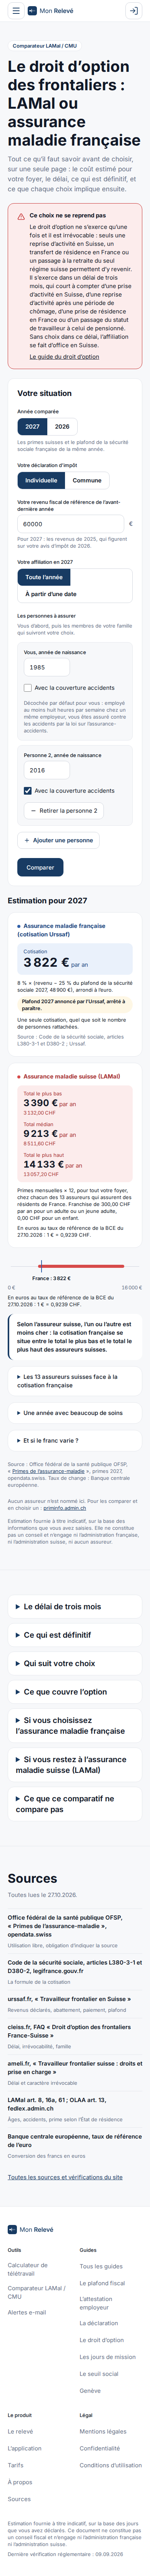 Mon Relevé
Comparateur LAMal / CMU
Le droit d’option des
frontaliers :
LAMal ou
assurance
maladie française
Tout ce qu’il faut savoir avant de choisir,
sur une seule page : le coût estimé pour
votre foyer, le délai, ce qui est définitif, et
ce que chaque régime implique ensuite.
Le choix ne se reprend pas
Le droit d’option ne s’exerce qu’une
fois et il est irrévocable : seuls une
reprise d’activité en Suisse, un
transfert de résidence en France ou
un passage à la retraite ou au seul
régime suisse permettent d’y revenir.
Il s’exerce dans un délai de trois
mois, qui court à compter d’une prise
d’activité en Suisse, d’une reprise
d’activité après une période de
chômage, d’une prise de résidence
en France ou d’un passage du statut
de travailleur à celui de pensionné.
Sans choix dans ce délai, l’affiliation
se fait d’office en Suisse.
Le guide du droit d’option
Votre situation
Année comparée
2027
2026
Les primes suisses et le plafond de la sécurité
sociale française de la même année.
Votre déclaration d’impôt
Individuelle
Commune
Votre revenu fiscal de référence de l’avant-
dernière année
60000
€
Pour 2027 : les revenus de 2025, qui figurent
sur votre avis d’impôt de 2026.
Votre affiliation en 2027
Toute l’année
À partir d’une date
Les personnes à assurer
Vous d’abord, puis les membres de votre famille
qui suivront votre choix.
Vous, année de naissance
1985
Avec la couverture accidents
Décochée par défaut pour vous : employé
au moins huit heures par semaine chez un
même employeur, vous êtes assuré contre
les accidents par la loi sur l’assurance-
accidents.
Personne 2, année de naissance
2016
Avec la couverture accidents
− Retirer la personne 2
+ Ajouter une personne
Comparer
Estimation pour 2027
Assurance maladie française
(cotisation Urssaf)
Cotisation
3 822 € par an
8 % × (revenu − 25 % du plafond de la sécurité
sociale 2027, 48 900 €), arrondi à l’euro.
Plafond 2027 annoncé par l’Urssaf, arrêté à
paraître.
Une seule cotisation, quel que soit le nombre
de personnes rattachées.
Source : Code de la sécurité sociale, articles
L380-3-1 et D380-2 ; Urssaf.
Assurance maladie suisse (LAMal)
Total le plus bas
3 390 € par an
3 132,00 CHF
Total médian
9 213 € par an
8 511,60 CHF
Total le plus haut
14 133 € par an
13 057,20 CHF
Primes mensuelles × 12, pour tout votre foyer,
chez chacun des 13 assureurs qui assurent des
résidents de France. Franchise de 300,00 CHF
par an pour un adulte ou un jeune adulte,
0,00 CHF pour un enfant.
En euros au taux de référence de la BCE du
27.10.2026 : 1 € = 0,9239 CHF.
France : 3 822 €
0 €
16 000 €
En euros au taux de référence de la BCE du
27.10.2026 : 1 € = 0,9239 CHF.
Selon l’assureur suisse, l’un ou l’autre est
moins cher : la cotisation française se
situe entre le total le plus bas et le total le
plus haut des assureurs suisses.
Les 13 assureurs suisses face à la
cotisation française
Une année avec beaucoup de soins
Et si le franc varie ?
Source : Office fédéral de la santé publique OFSP,
« Primes de l’assurance-maladie », primes 2027,
opendata.swiss. Taux de change : Banque centrale
européenne.
Aucun assureur n’est nommé ici. Pour les comparer et
en choisir un : priminfo.admin.ch
Estimation fournie à titre indicatif, sur la base des
informations que vous avez saisies. Elle ne constitue
pas un conseil et n’engage ni l’administration française,
ni l’administration suisse, ni aucun assureur.
Le délai de trois mois
Ce qui est définitif
Qui suit votre choix
Ce que couvre l’option
Si vous choisissez
l’assurance maladie française
Si vous restez à l’assurance
maladie suisse (LAMal)
Ce que ce comparatif ne
compare pas
Sources
Toutes lues le 27.10.2026.
Office fédéral de la santé publique OFSP,
« Primes de l’assurance-maladie »,
opendata.swiss
Utilisation libre, obligation d’indiquer la source
Code de la sécurité sociale, articles L380-3-1 et
D380-2, legifrance.gouv.fr
La formule de la cotisation
urssaf.fr, « Travailleur frontalier en Suisse »
Revenus déclarés, abattement, paiement, plafond
cleiss.fr, FAQ « Droit d’option des frontaliers
France-Suisse »
Délai, irrévocabilité, famille
ameli.fr, « Travailleur frontalier suisse : droits et
prise en charge »
Délai et caractère irrévocable
LAMal art. 8, 16a, 61 ; OLAA art. 13,
fedlex.admin.ch
Âges, accidents, prime selon l’État de résidence
Banque centrale européenne, taux de référence
de l’euro
Conversion des francs en euros
Toutes les sources et vérifications du site
Mon Relevé
Outils
Calculateur de
télétravail
Comparateur LAMal /
CMU
Alertes e-mail
Guides
Tous les guides
Le plafond fiscal
L’attestation
employeur
La déclaration
Le droit d’option
Les jours de mission
Le seuil social
Genève
Le produit
Le relevé
L’application
Tarifs
À propos
Sources
Légal
Mentions légales
Confidentialité
Conditions d’utilisation
Estimation fournie à titre indicatif, sur la base des jours
que vous avez déclarés. Ce document ne constitue pas
un conseil fiscal et n’engage ni l’administration française
ni l’administration suisse.
Dernière vérification réglementaire : 08.09.2026